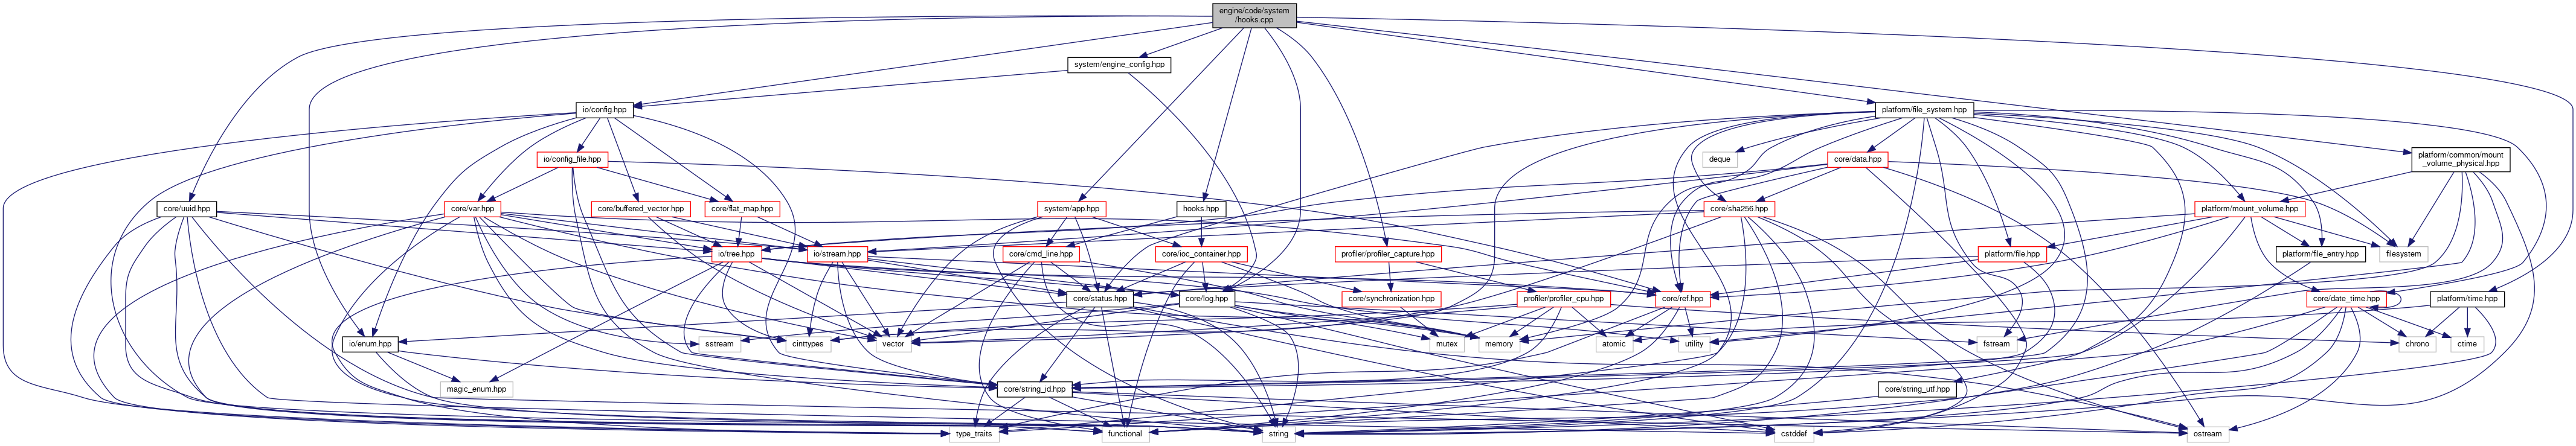 engine/code/system
/hooks.cpp
system/engine_config.hpp
io/config.hpp
platform/file_system.hpp
io/config_file.hpp
deque
core/data.hpp
platform/common/mount
_volume_physical.hpp
core/uuid.hpp
core/var.hpp
core/buffered_vector.hpp
core/flat_map.hpp
system/app.hpp
hooks.hpp
core/sha256.hpp
platform/mount_volume.hpp
io/tree.hpp
io/stream.hpp
core/cmd_line.hpp
core/ioc_container.hpp
profiler/profiler_capture.hpp
platform/file.hpp
platform/file_entry.hpp
filesystem
core/status.hpp
core/log.hpp
core/synchronization.hpp
profiler/profiler_cpu.hpp
core/ref.hpp
core/date_time.hpp
platform/time.hpp
io/enum.hpp
sstream
cinttypes
vector
mutex
memory
atomic
utility
fstream
chrono
ctime
magic_enum.hpp
core/string_id.hpp
core/string_utf.hpp
type_traits
functional
string
cstddef
ostream